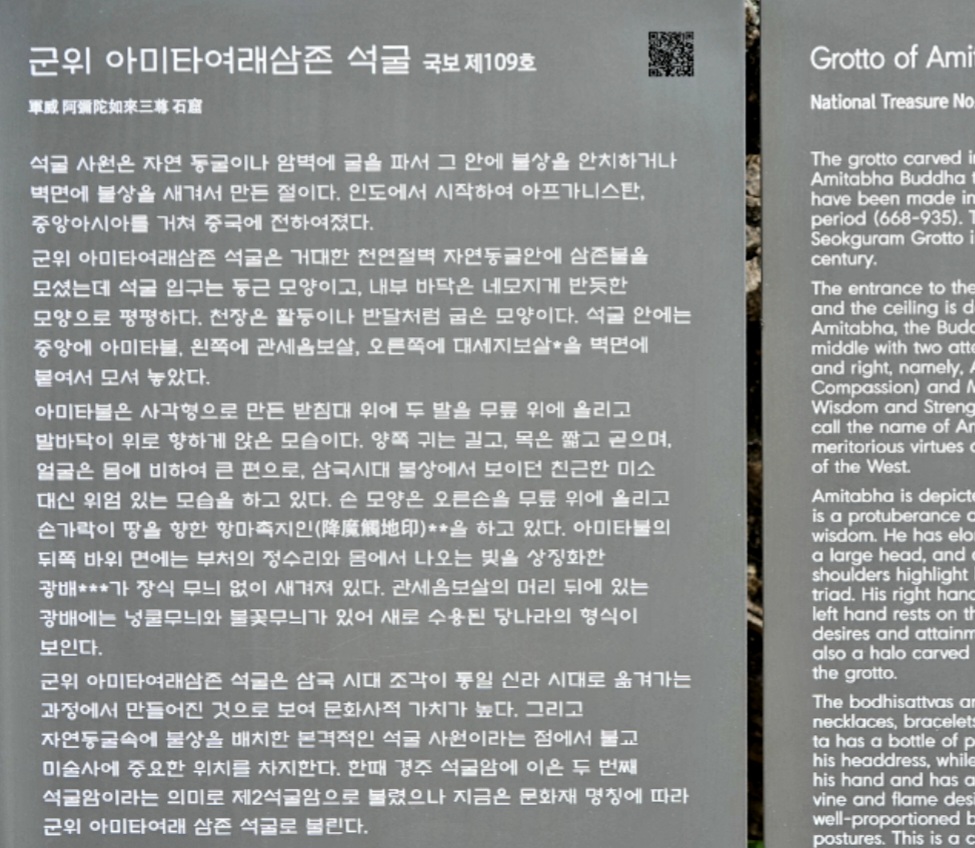 군위 아미타여래삼존 석굴 국보 제109호
軍威 阿彌陀如來三尊 石窟
석굴 사원은 자연 동굴이나 암벽에 굴을 파서 그 안에 불상을 안치하거나
벽면에 불상을 새겨서 만든 절이다. 인도에서 시작하여 아프가니스탄,
중앙아시아를 거쳐 중국에 전하여졌다.
군위 아미타여래삼존 석굴은 거대한 천연절벽 자연동굴안에 삼존불을
모셨는데 석굴 입구는 둥근 모양이고, 내부 바닥은 네모지게 반듯한
모양으로 평평하다. 천장은 활등이나 반달처럼 굽은 모양이다. 석굴 안에는
중앙에 아미타불, 왼쪽에 관세음보살, 오른쪽에 대세지보살*을 벽면에
붙여서 모셔 놓았다.
아미타불은 사각형으로 만든 받침대 위에 두 발을 무릎 위에 올리고
발바닥이 위로 향하게 앉은 모습이다. 양쪽 귀는 길고, 목은 짧고 곧으며,
얼굴은 몸에 비하여 큰 편으로, 삼국시대 불상에서 보이던 친근한 미소
대신 위엄 있는 모습을 하고 있다. 손 모양은 오른손을 무릎 위에 올리고
손가락이 땅을 향한 항마촉지인(降魔觸地印)**을 하고 있다. 아미타불의
뒤쪽 바위 면에는 부처의 정수리와 몸에서 나오는 빛을 상징화한
광배***가 장식 무늬 없이 새겨져 있다. 관세음보살의 머리 뒤에 있는
광배에는 넝쿨무늬와 불꽃무늬가 있어 새로 수용된 당나라의 형식이
보인다.
군위 아미타여래삼존 석굴은 삼국 시대 조각이 통일 신라 시대로 옮겨가는
과정에서 만들어진 것으로 보여 문화사적 가치가 높다. 그리고
자연동굴속에 불상을 배치한 본격적인 석굴 사원이라는 점에서 불교
미술사에 중요한 위치를 차지한다. 한때 경주 석굴암에 이은 두 번째
석굴암이라는 의미로 제2석굴암으로 불렸으나 지금은 문화재 명칭에 따라
군위 아미타여래 삼존 석굴로 불린다.
Grotto of Ami
National Treasure No
The grotto carved i
Amitabha Buddha
have been made in
period (668-935).
Seokguram Grotto i
century.
The entrance to the
and the ceiling is d
Amitabha, the Budd
middle with two atte
and right, namely,
Compassion) and M
Wisdom and Streng
call the name of Am
meritorious virtues
of the West.
Amitabha is depict
is a protuberance
wisdom. He has elo
a large head, and
shoulders highlight
triad. His right hand
left hand rests on th
desires and attainm
also a halo carved
the grotto.
The bodhisattvas ar
necklaces, bracelets
ta has a bottle of p
his headdress, while
his hand and has a
vine and flame desi
well-proportioned b
postures. This is a c